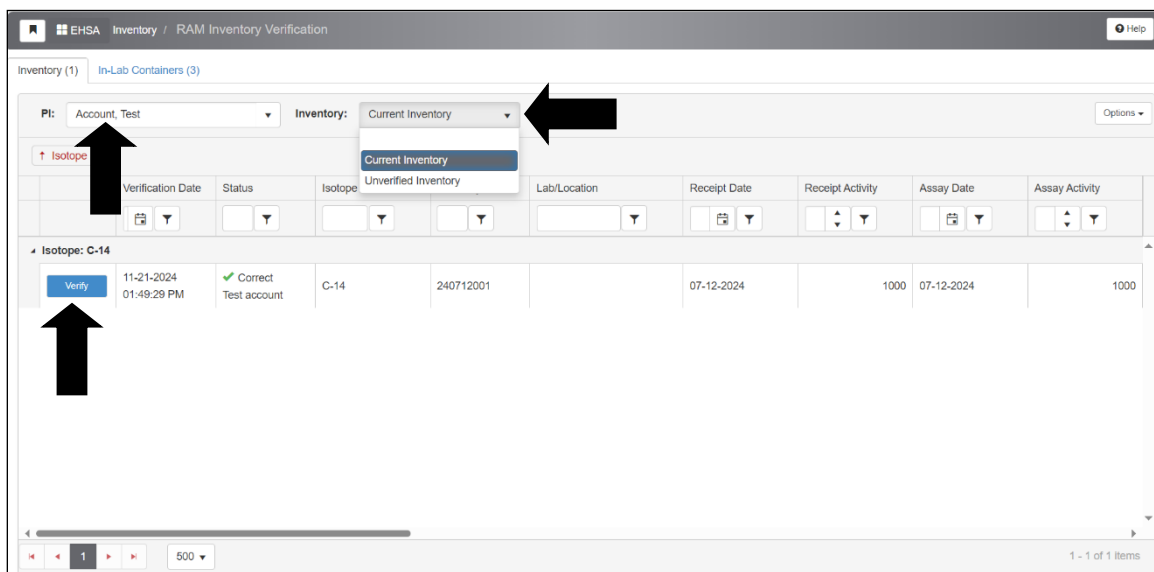 EHSA Inventory / RAM Inventory Verification Help
Inventory (1) In-Lab Containers (3)
PI: Account, Test Inventory: Current Inventory Options
↑ Isotope
Current Inventory
Unverified Inventory
Verification Date Status Isotope Lab/Location Receipt Date Receipt Activity Assay Date Assay Activity
Isotope: C-14
Verify 11-21-2024 01:49:29 PM Correct Test account C-14 240712001 07-12-2024 1000 07-12-2024 1000
1 500 1 - 1 of 1 items